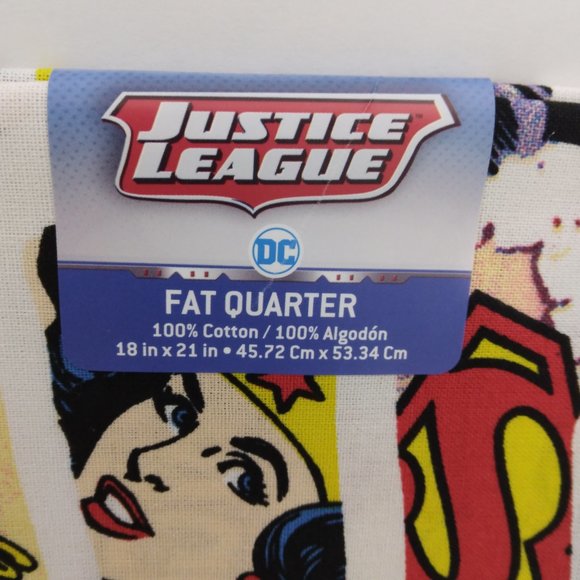 JUSTICE
LEAGUE
DC
FAT QUARTER
100% Cotton / 100% Algodón
18 in x 21 in • 45.72 Cm x 53.34 Cm